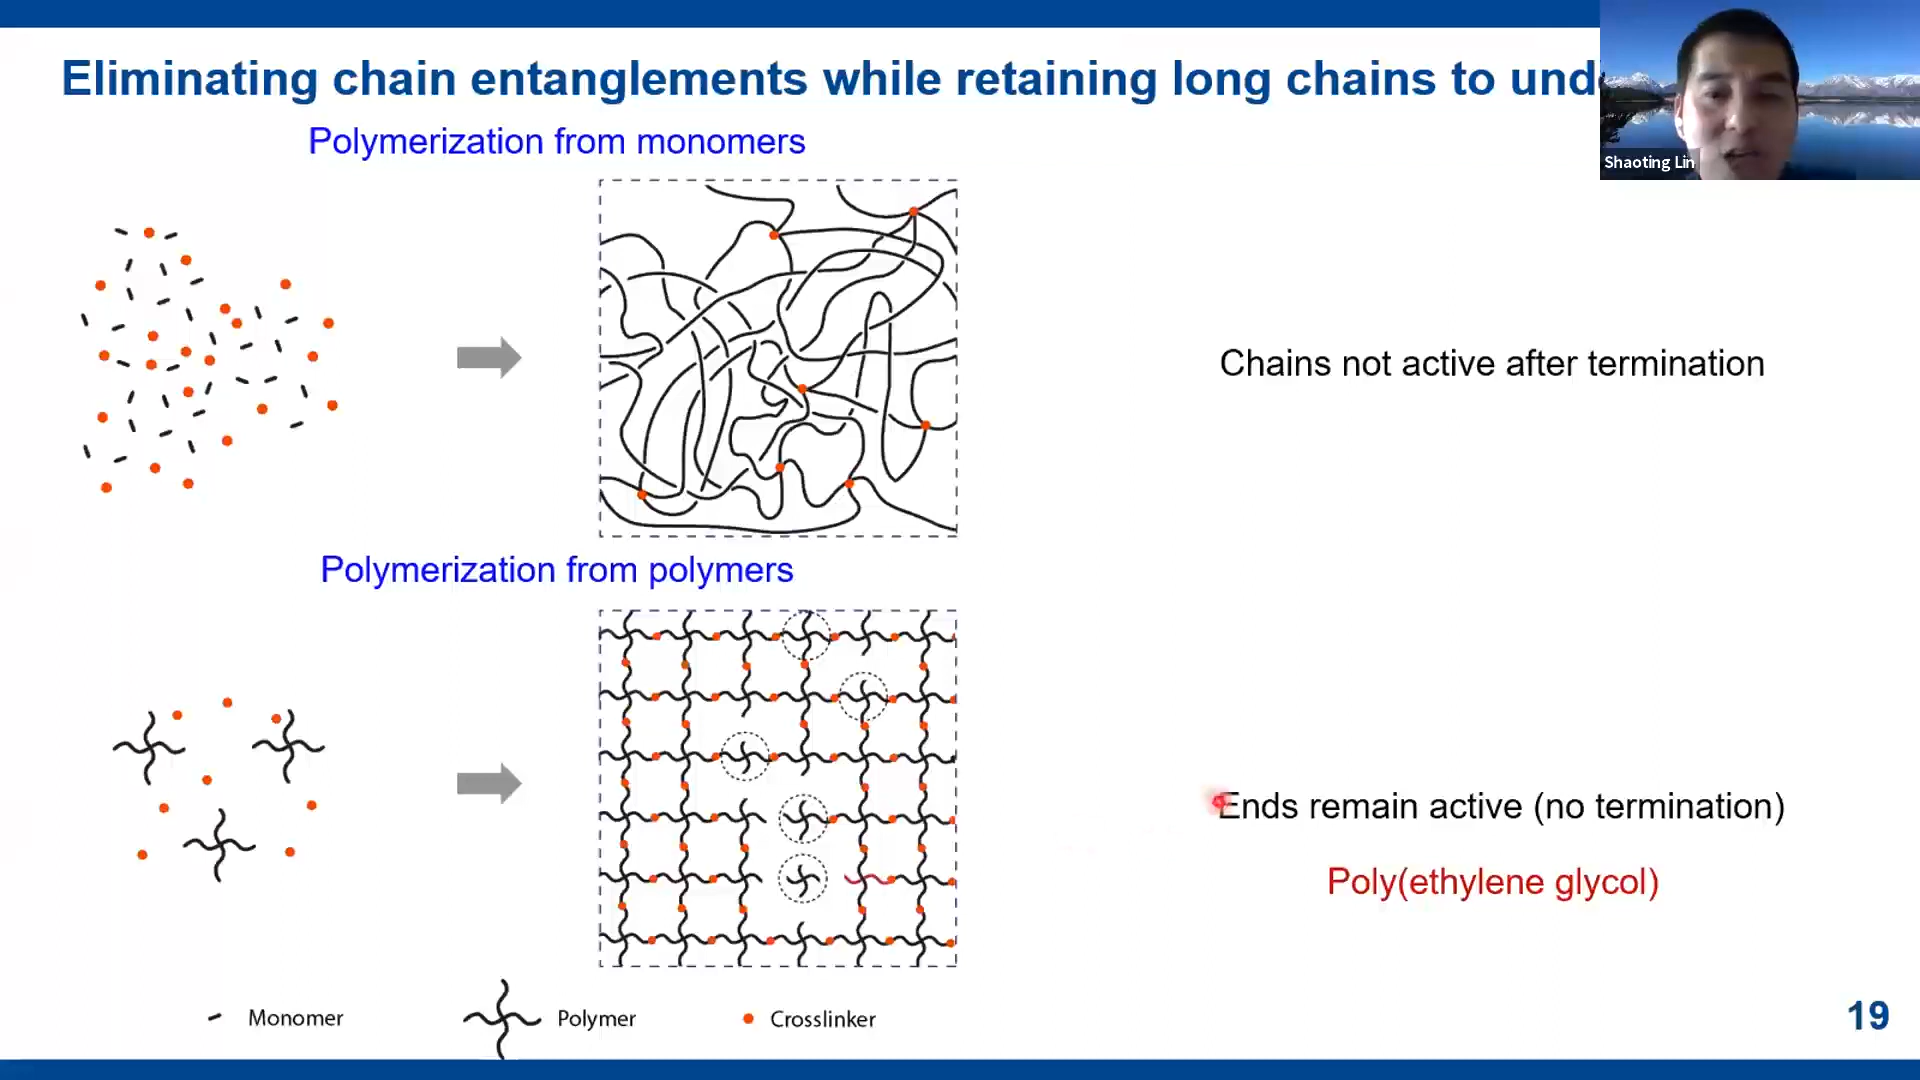 Eliminating chain entanglements while retaining long chains to
Shaoting Lin
Polymerization from monomers
Chains not active after termination
Polymerization from polymers
Ends remain active (no termination)
Poly(ethylene glycol)
Monomer
Polymer
Crosslinker
19